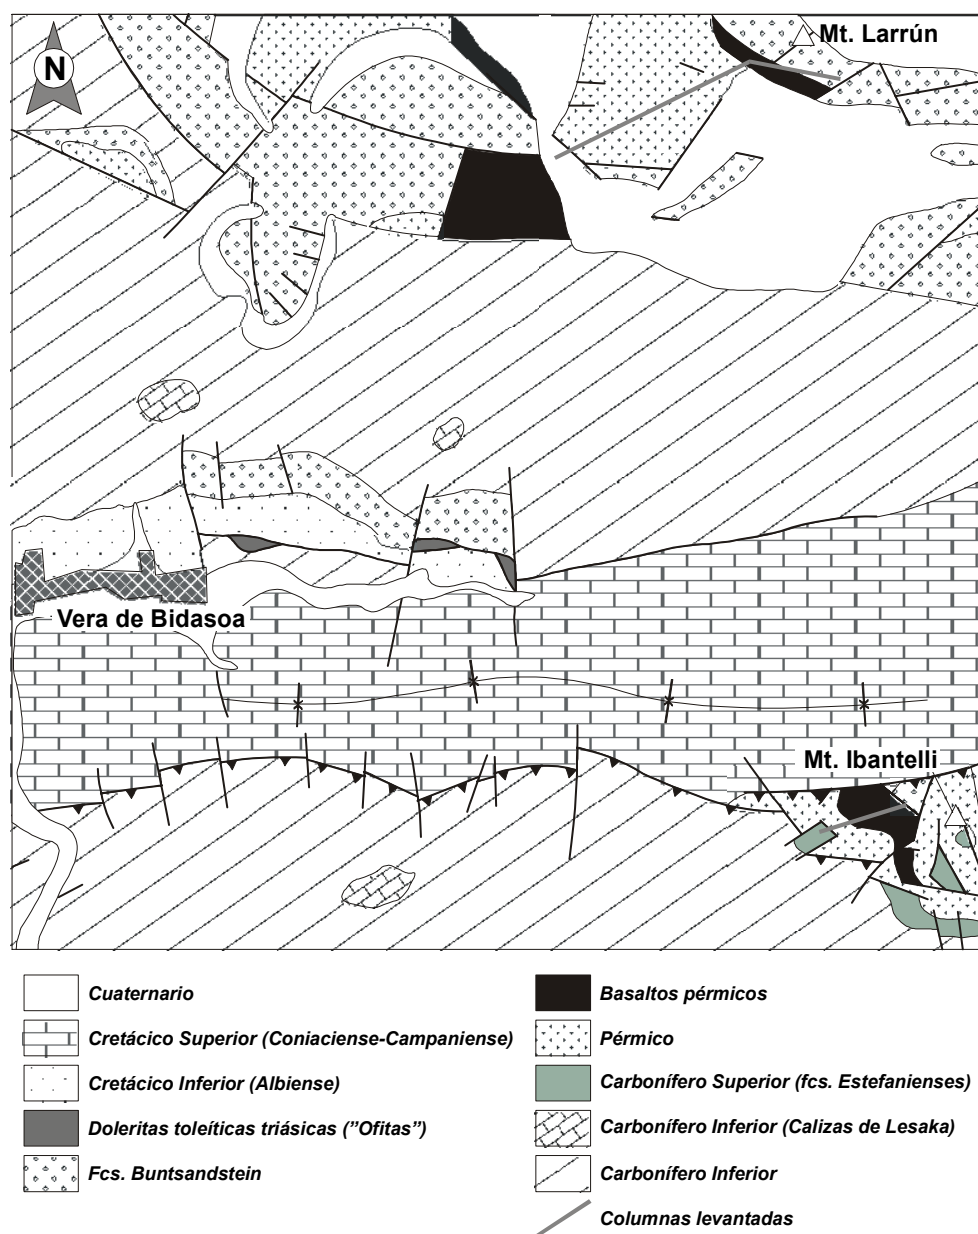 Mt. Larrún
N
Vera de Bidasoa
Mt. Ibantelli
Cuaternario
Cretácico Superior (Coniaciense-Campaniense)
Cretácico Inferior (Albiense)
Doleritas toleíticas triásicas ("Ofitas")
Fcs. Buntsandstein
Basaltos pérmicos
Pérmico
Carbonífero Superior (fcs. Estefanienses)
Carbonífero Inferior (Calizas de Lesaka)
Carbonífero Inferior
Columnas levantadas